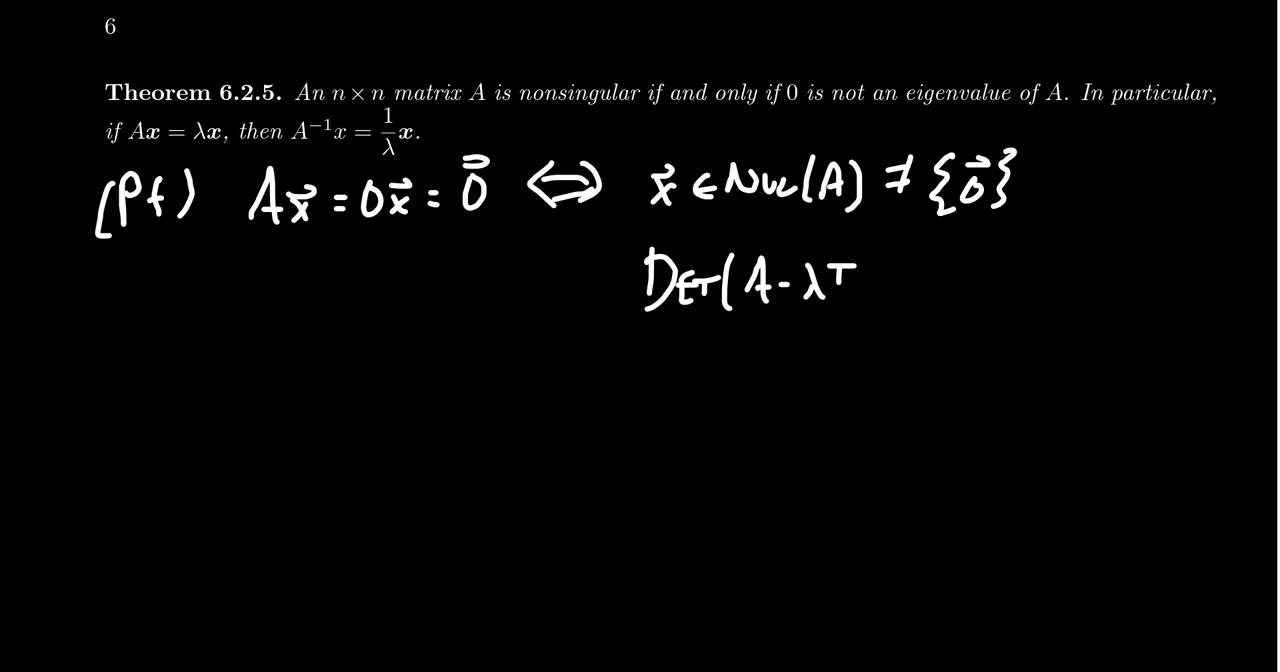 6
Theorem 6.2.5. An n × n matrix A is nonsingular if and only if 0 is not an eigenvalue of A. In particular,
if Ax = λx, then A⁻¹x = 1/λ x.
(Pf) Ax⃗ = 0x⃗ = 0⃗ ⟺ x⃗ ∈ NUL(A) ≠ {0⃗}
DET(A - λI